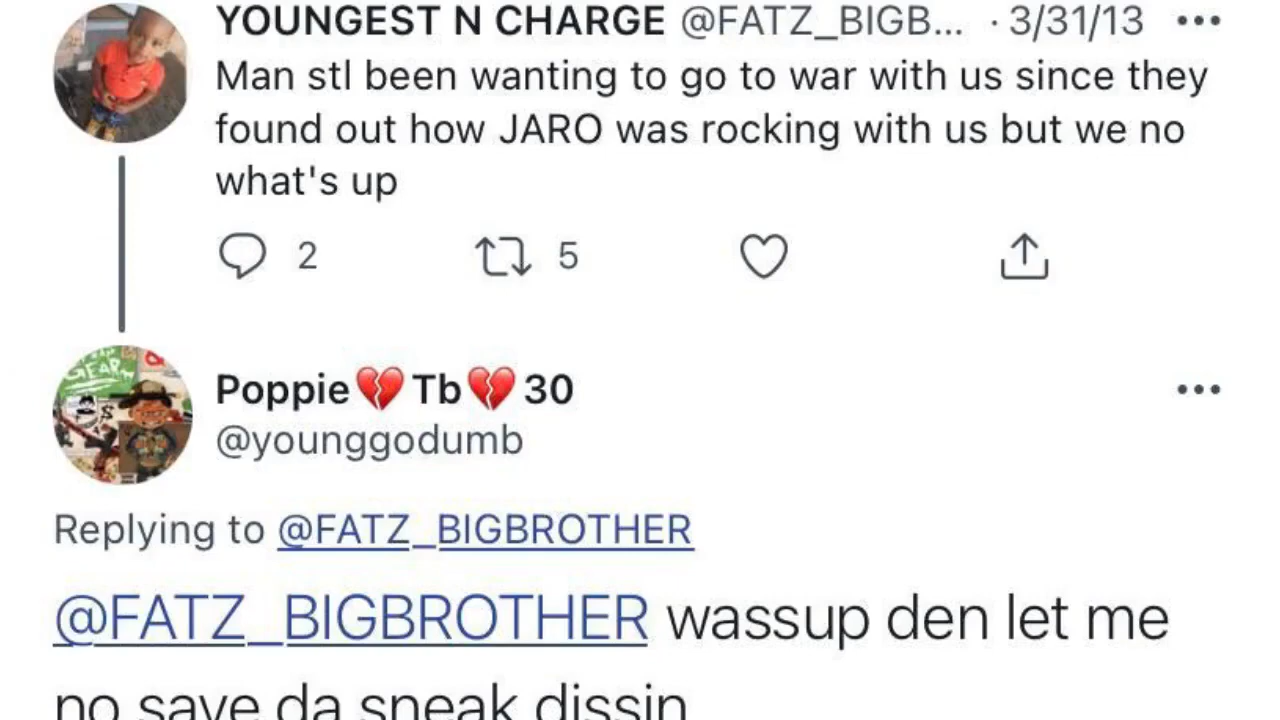 YOUNGEST N CHARGE @FATZ_BIGB... · 3/31/13
Man stl been wanting to go to war with us since they
found out how JARO was rocking with us but we no
what's up
2 5
GEAR
Poppie💔Tb💔30
@younggodumb
Replying to @FATZ_BIGBROTHER
@FATZ_BIGBROTHER wassup den let me
no save da sneak dissin